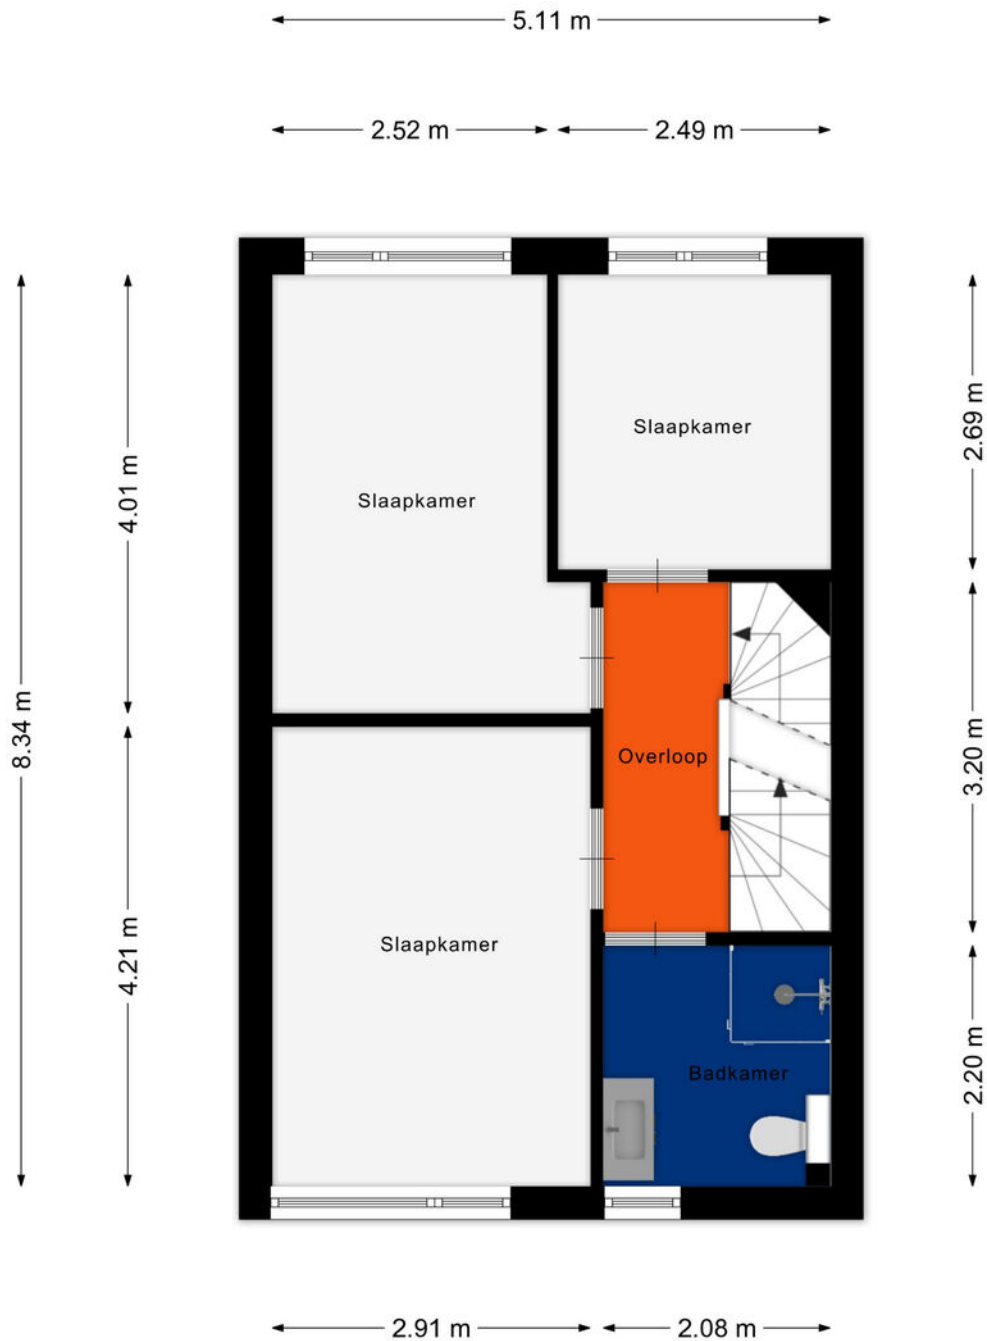 5.11 m
2.52 m
2.49 m
8.34 m
4.01 m
4.21 m
2.69 m
3.20 m
2.20 m
Slaapkamer
Slaapkamer
Overloop
Slaapkamer
Badkamer
2.91 m
2.08 m